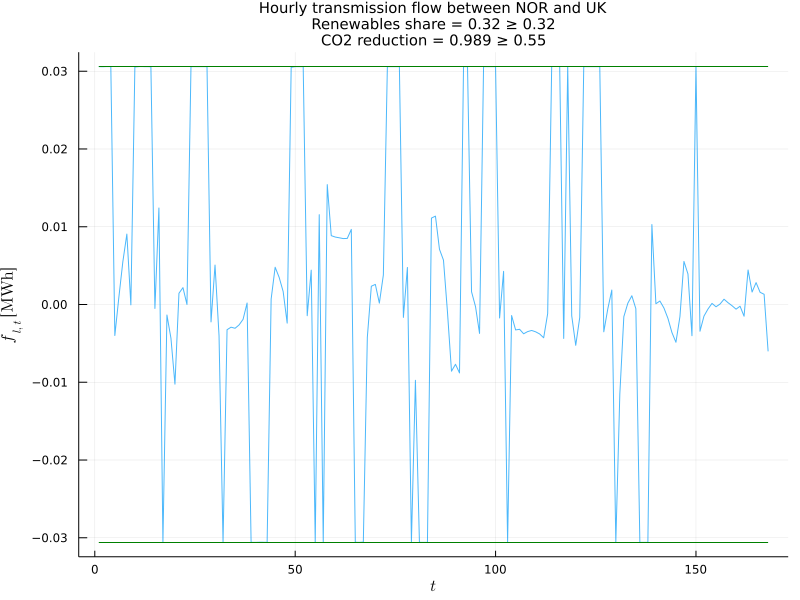 Hourly transmission flow between NOR and UK
Renewables share = 0.32 ≥ 0.32
CO2 reduction = 0.989 ≥ 0.55
0.03
0.02
0.01
0.00
−0.01
−0.02
−0.03
f_{l,t} [MWh]
0 50 100 150
t